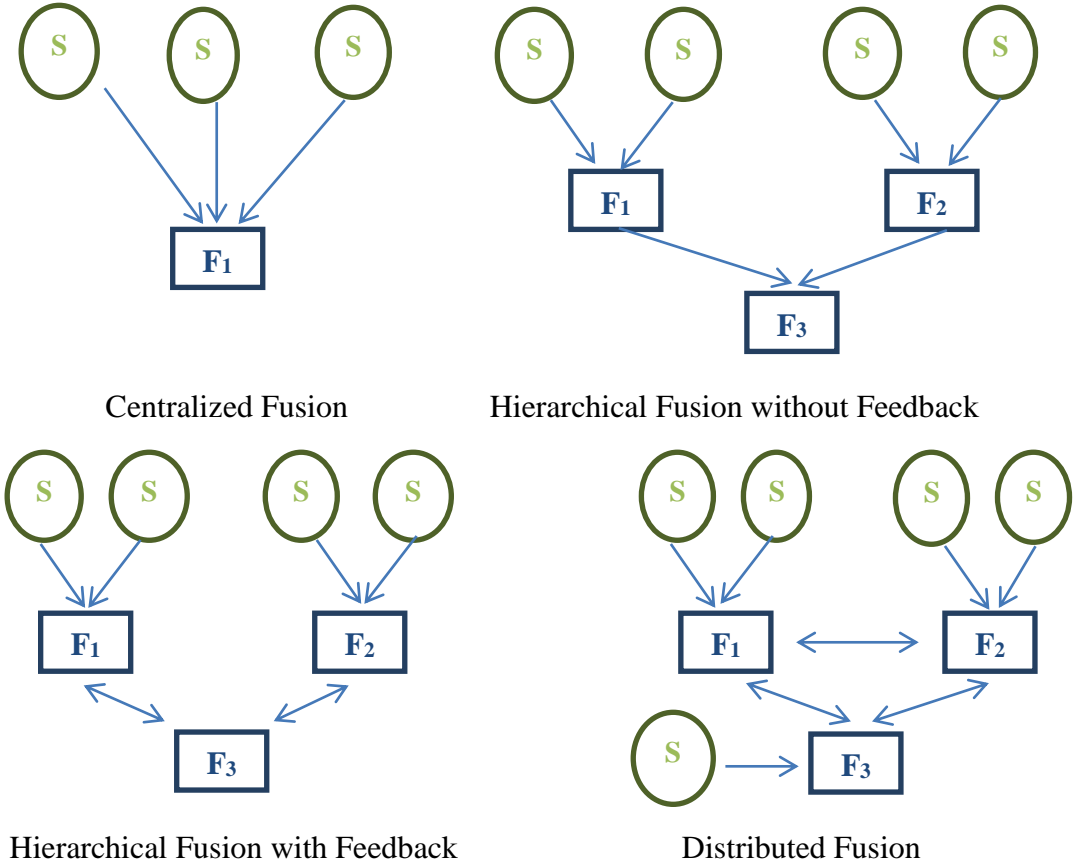 S S S S S S S
F₁ F₂
F₁
F₃
Centralized Fusion Hierarchical Fusion without Feedback
S S S S S S S S
F₁ F₂ F₁ F₂
S
F₃ F₃
Hierarchical Fusion with Feedback Distributed Fusion